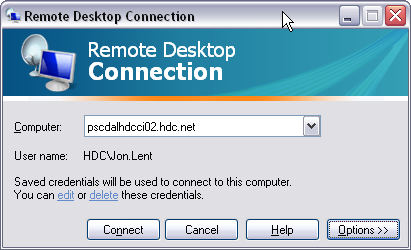 Remote Desktop Connection
Remote Desktop
Connection
Computer: pscdalhdcci02.hdc.net
User name: HDC\Jon.Lent
Saved credentials will be used to connect to this computer.
You can edit or delete these credentials.
Connect Cancel Help Options >>